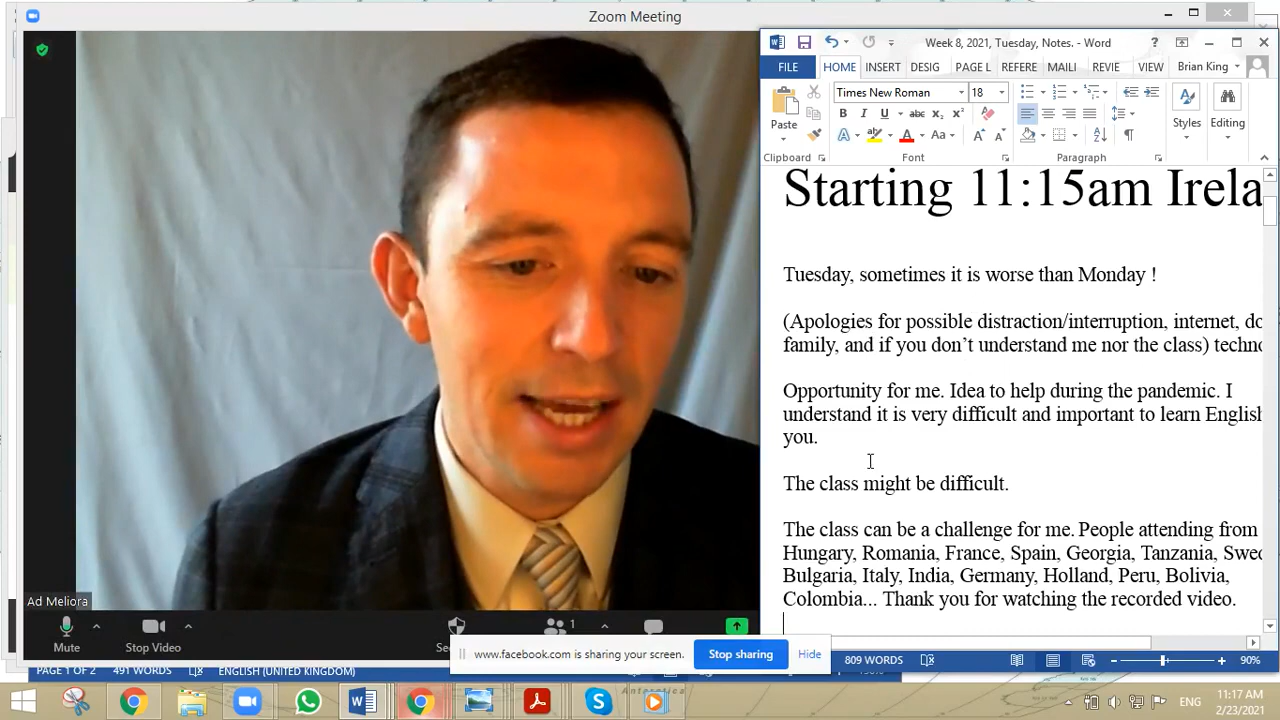 Zoom Meeting
Week 8, 2021, Tuesday, Notes. - Word
FILE HOME INSERT DESIG PAGE L REFERE MAILI REVIE VIEW Brian King
Times New Roman 18
Paste
Styles
Editing
Clipboard Font Paragraph
Starting 11:15am Irela
Tuesday, sometimes it is worse than Monday !
(Apologies for possible distraction/interruption, internet, do
family, and if you don’t understand me nor the class) techno
Opportunity for me. Idea to help during the pandemic. I
understand it is very difficult and important to learn English
you.
The class might be difficult.
The class can be a challenge for me. People attending from
Hungary, Romania, France, Spain, Georgia, Tanzania, Swed
Bulgaria, Italy, India, Germany, Holland, Peru, Bolivia,
Colombia... Thank you for watching the recorded video.
Ad Meliora
Mute
Stop Video
Se
1
www.facebook.com is sharing your screen. Stop sharing Hide
809 WORDS 90%
PAGE 1 OF 2 491 WORDS ENGLISH (UNITED KINGDOM)
Antarctica
ENG
11:17 AM
2/23/2021